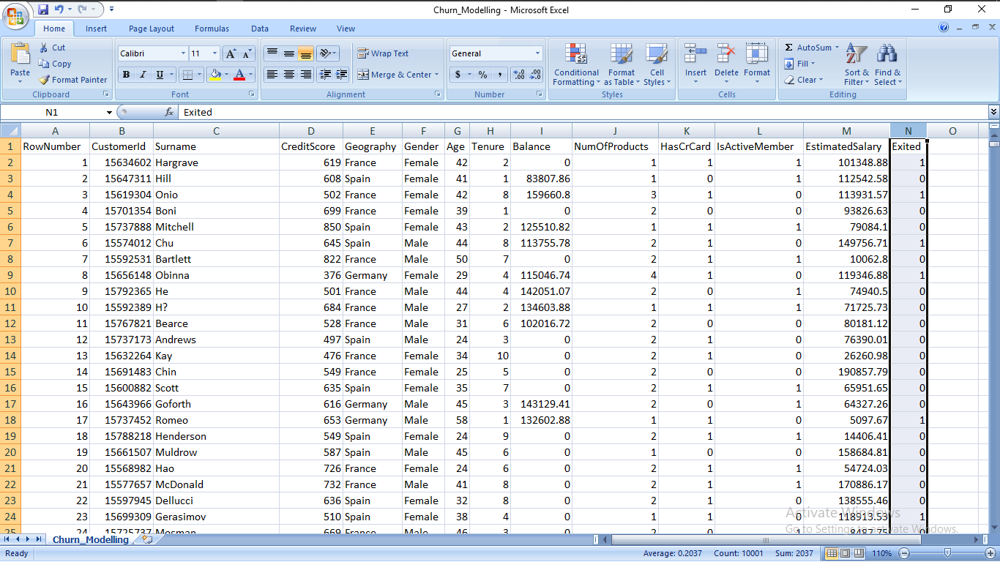 Churn_Modelling - Microsoft Excel
Home Insert Page Layout Formulas Data Review View
Paste Cut Copy Format Painter Clipboard
Calibri 11 A A B I U A Font
Wrap Text Merge & Center Alignment
General $ % , .0 .00 .00 .0 Number
Conditional Formatting Format as Table Cell Styles Styles
Insert Delete Format Cells
Σ AutoSum Fill Clear Sort & Filter Find & Select Editing
N1 fx Exited
A B C D E F G H I J K L M N O
1 RowNumber CustomerId Surname CreditScore Geography Gender Age Tenure Balance NumOfProducts HasCrCard IsActiveMember EstimatedSalary Exited
2 1 15634602 Hargrave 619 France Female 42 2 0 1 1 1 101348.88 1
3 2 15647311 Hill 608 Spain Female 41 1 83807.86 1 0 1 112542.58 0
4 3 15619304 Onio 502 France Female 42 8 159660.8 3 1 0 113931.57 1
5 4 15701354 Boni 699 France Female 39 1 0 2 0 0 93826.63 0
6 5 15737888 Mitchell 850 Spain Female 43 2 125510.82 1 1 1 79084.1 0
7 6 15574012 Chu 645 Spain Male 44 8 113755.78 2 1 0 149756.71 1
8 7 15592531 Bartlett 822 France Male 50 7 0 2 1 1 10062.8 0
9 8 15656148 Obinna 376 Germany Female 29 4 115046.74 4 1 0 119346.88 1
10 9 15792365 He 501 France Male 44 4 142051.07 2 0 1 74940.5 0
11 10 15592389 H? 684 France Male 27 2 134603.88 1 1 1 71725.73 0
12 11 15767821 Bearce 528 France Male 31 6 102016.72 2 0 0 80181.12 0
13 12 15737173 Andrews 497 Spain Male 24 3 0 2 1 0 76390.01 0
14 13 15632264 Kay 476 France Female 34 10 0 2 1 0 26260.98 0
15 14 15691483 Chin 549 France Female 25 5 0 2 0 0 190857.79 0
16 15 15600882 Scott 635 Spain Female 35 7 0 2 1 1 65951.65 0
17 16 15643966 Goforth 616 Germany Male 45 3 143129.41 2 0 1 64327.26 0
18 17 15737452 Romeo 653 Germany Male 58 1 132602.88 1 1 0 5097.67 1
19 18 15788218 Henderson 549 Spain Female 24 9 0 2 1 1 14406.41 0
20 19 15661507 Muldrow 587 Spain Male 45 6 0 1 0 0 158684.81 0
21 20 15568982 Hao 726 France Female 24 6 0 2 1 1 54724.03 0
22 21 15577657 McDonald 732 France Male 41 8 0 2 1 1 170886.17 0
23 22 15597945 Dellucci 636 Spain Female 32 8 0 2 1 0 138555.46 0
24 23 15699309 Gerasimov 510 Spain Female 38 4 0 1 1 0 118913.53 1
25 24 15725737 Mosman 669 France Male 46 3 0 2 0 8487.75 0
Activate Windows
Go to Settings to activate Windows.
Churn_Modelling
Ready Average: 0.2037 Count: 10001 Sum: 2037 110%